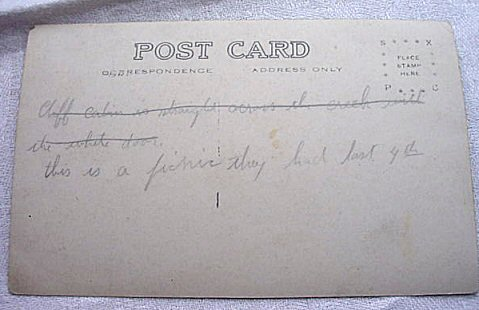 POST CARD
CORRESPONDENCE ADDRESS ONLY
S X
PLACE
STAMP
HERE
P C
Cliff cabin is straight across the creek with
the white door.
this is a picnic they had last 4th